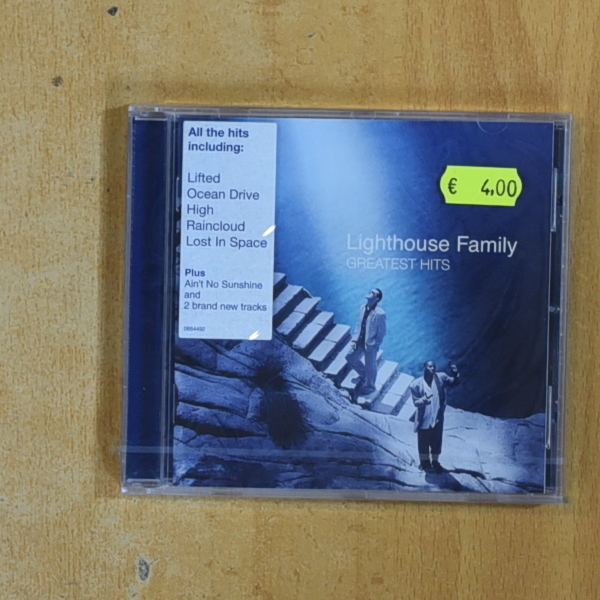 All the hits
including:
Lifted
Ocean Drive
High
Raincloud
Lost In Space
Plus
Ain't No Sunshine
and
2 brand new tracks
€ 4,00
Lighthouse Family
GREATEST HITS